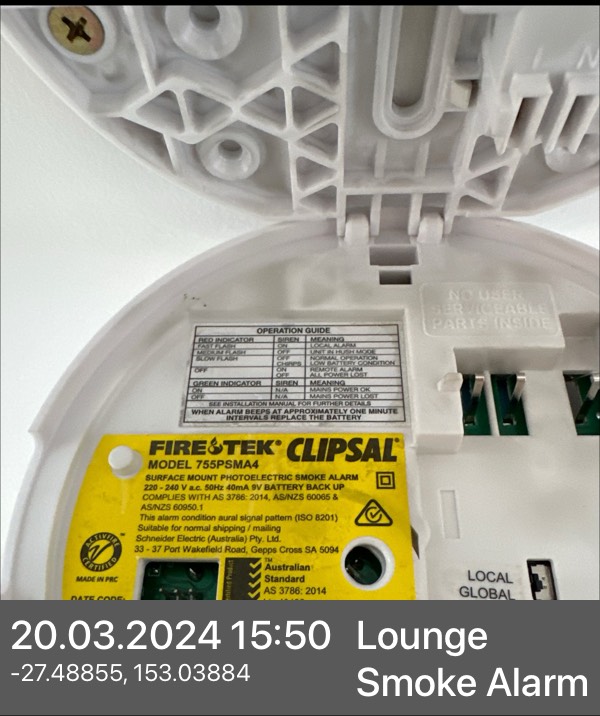 L N
NO USER
SERVICEABLE
PARTS INSIDE
OPERATION GUIDE
RED INDICATOR SIREN MEANING
FAST FLASH ON LOCAL ALARM
MEDIUM FLASH OFF UNIT IN HUSH MODE
SLOW FLASH OFF NORMAL OPERATION
CHIRPS LOW BATTERY CONDITION
OFF ON REMOTE ALARM
OFF ALL POWER LOST
GREEN INDICATOR SIREN MEANING
ON N/A MAINS POWER OK
OFF N/A MAINS POWER LOST
SEE INSTALLATION MANUAL FOR FURTHER DETAILS
WHEN ALARM BEEPS AT APPROXIMATELY ONE MINUTE
INTERVALS REPLACE THE BATTERY
FIRETEK® CLIPSAL®
MODEL 755PSMA4
SURFACE MOUNT PHOTOELECTRIC SMOKE ALARM
220 - 240 V a.c. 50Hz 40mA 9V BATTERY BACK UP
COMPLIES WITH AS 3786: 2014, AS/NZS 60065 &
AS/NZS 60950.1
This alarm condition aural signal pattern (ISO 8201)
Suitable for normal shipping / mailing
Schneider Electric (Australia) Pty. Ltd.
33 - 37 Port Wakefield Road, Gepps Cross SA 5094
ACTIVFIRE
CERTIFIED
MADE IN PRC
DATE CODE:
Australian
Standard
AS 3786: 2014
LOCAL
GLOBAL
20.03.2024 15:50
-27.48855, 153.03884
Lounge
Smoke Alarm